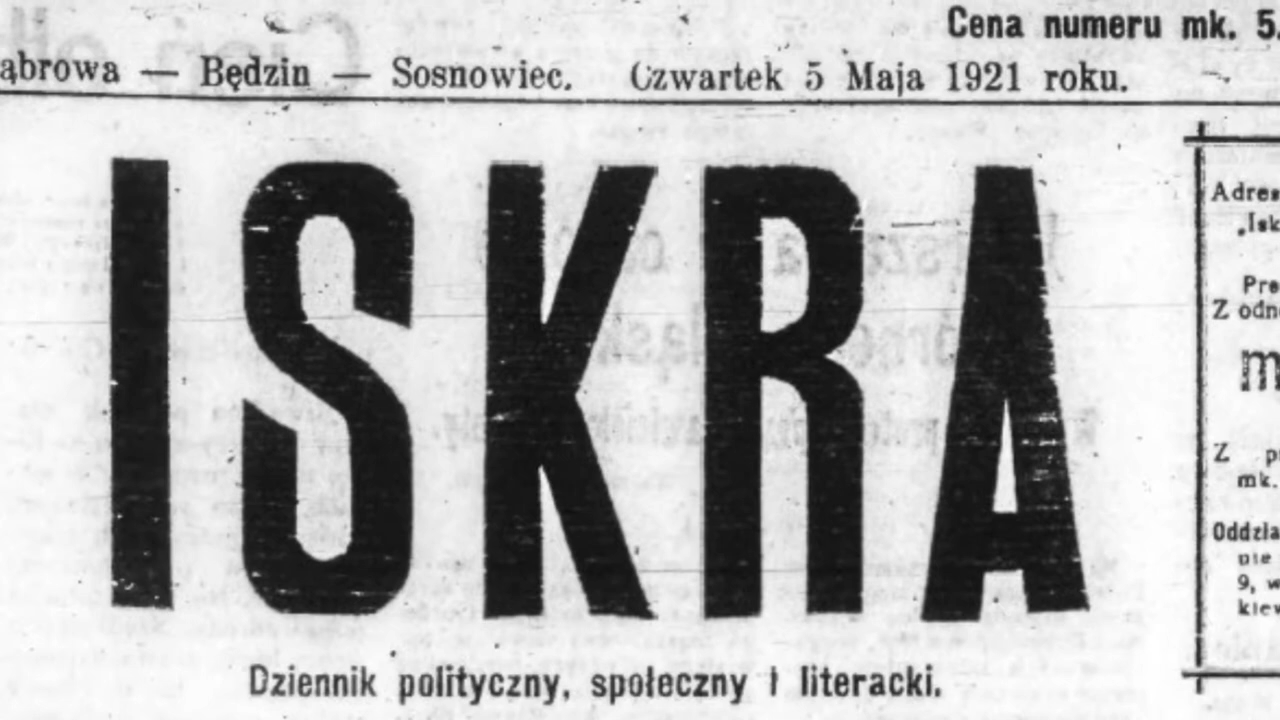 Cena numeru mk. 5.
ąbrowa — Będzin — Sosnowiec. Czwartek 5 Maja 1921 roku.
ISKRA
Dziennik polityczny, społeczny i literacki.
Adres
„Isk
Pre
Z odno
m
Z p
mk.
Oddzia
nie
9, w
kiew